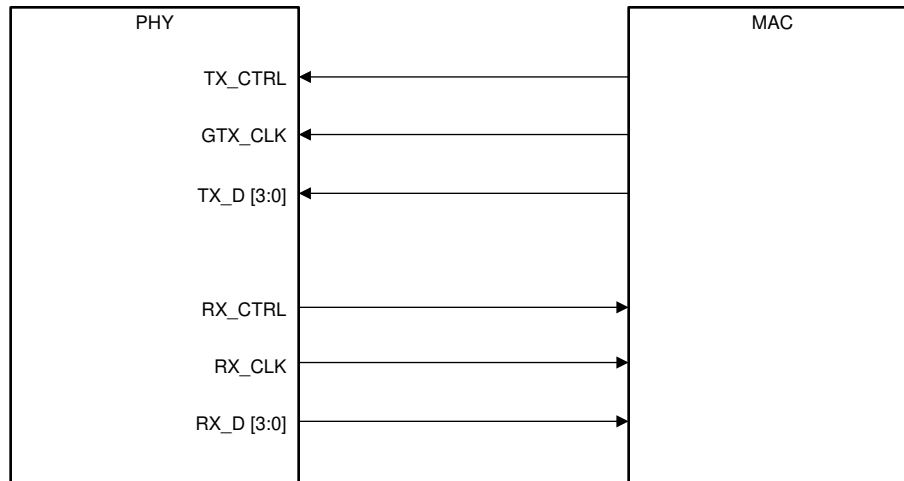 PHY
MAC
TX_CTRL
GTX_CLK
TX_D [3:0]
RX_CTRL
RX_CLK
RX_D [3:0]